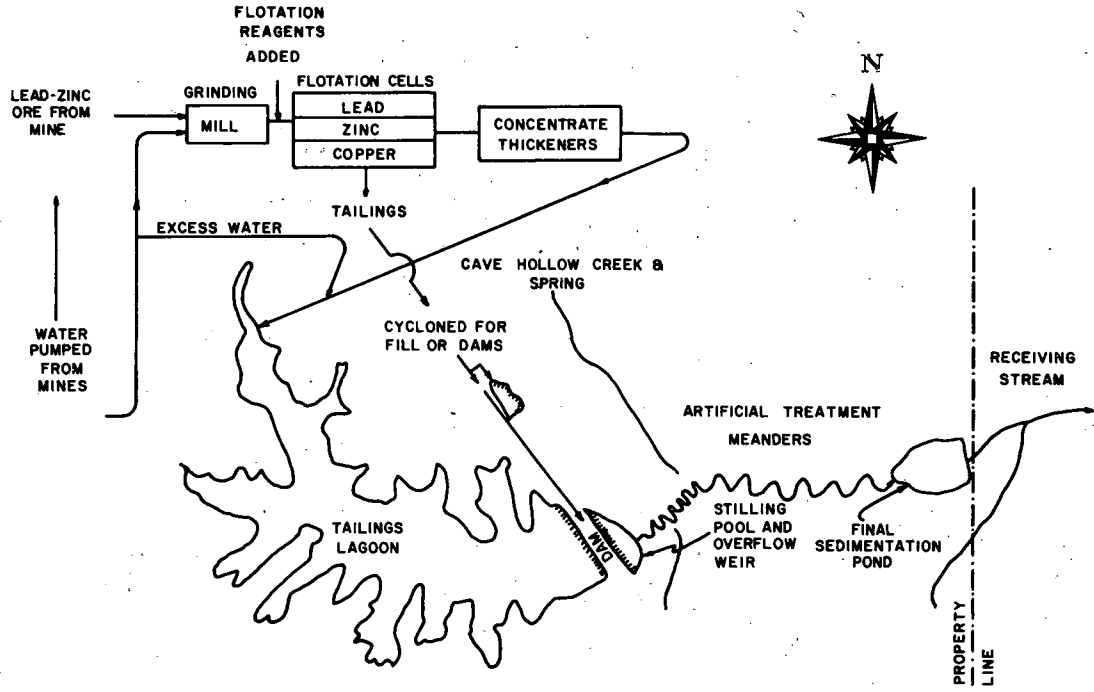 FLOTATION
REAGENTS
ADDED
N
LEAD-ZINC
ORE FROM
MINE
GRINDING
MILL
FLOTATION CELLS
LEAD
ZINC
COPPER
CONCENTRATE
THICKENERS
TAILINGS
EXCESS WATER
CAVE HOLLOW CREEK &
SPRING
WATER
PUMPED
FROM
MINES
CYCLONED FOR
FILL OR DAMS
RECEIVING
STREAM
ARTIFICIAL TREATMENT
MEANDERS
TAILINGS
LAGOON
DAM
STILLING
POOL AND
OVERFLOW
WEIR
FINAL
SEDIMENTATION
POND
PROPERTY
LINE